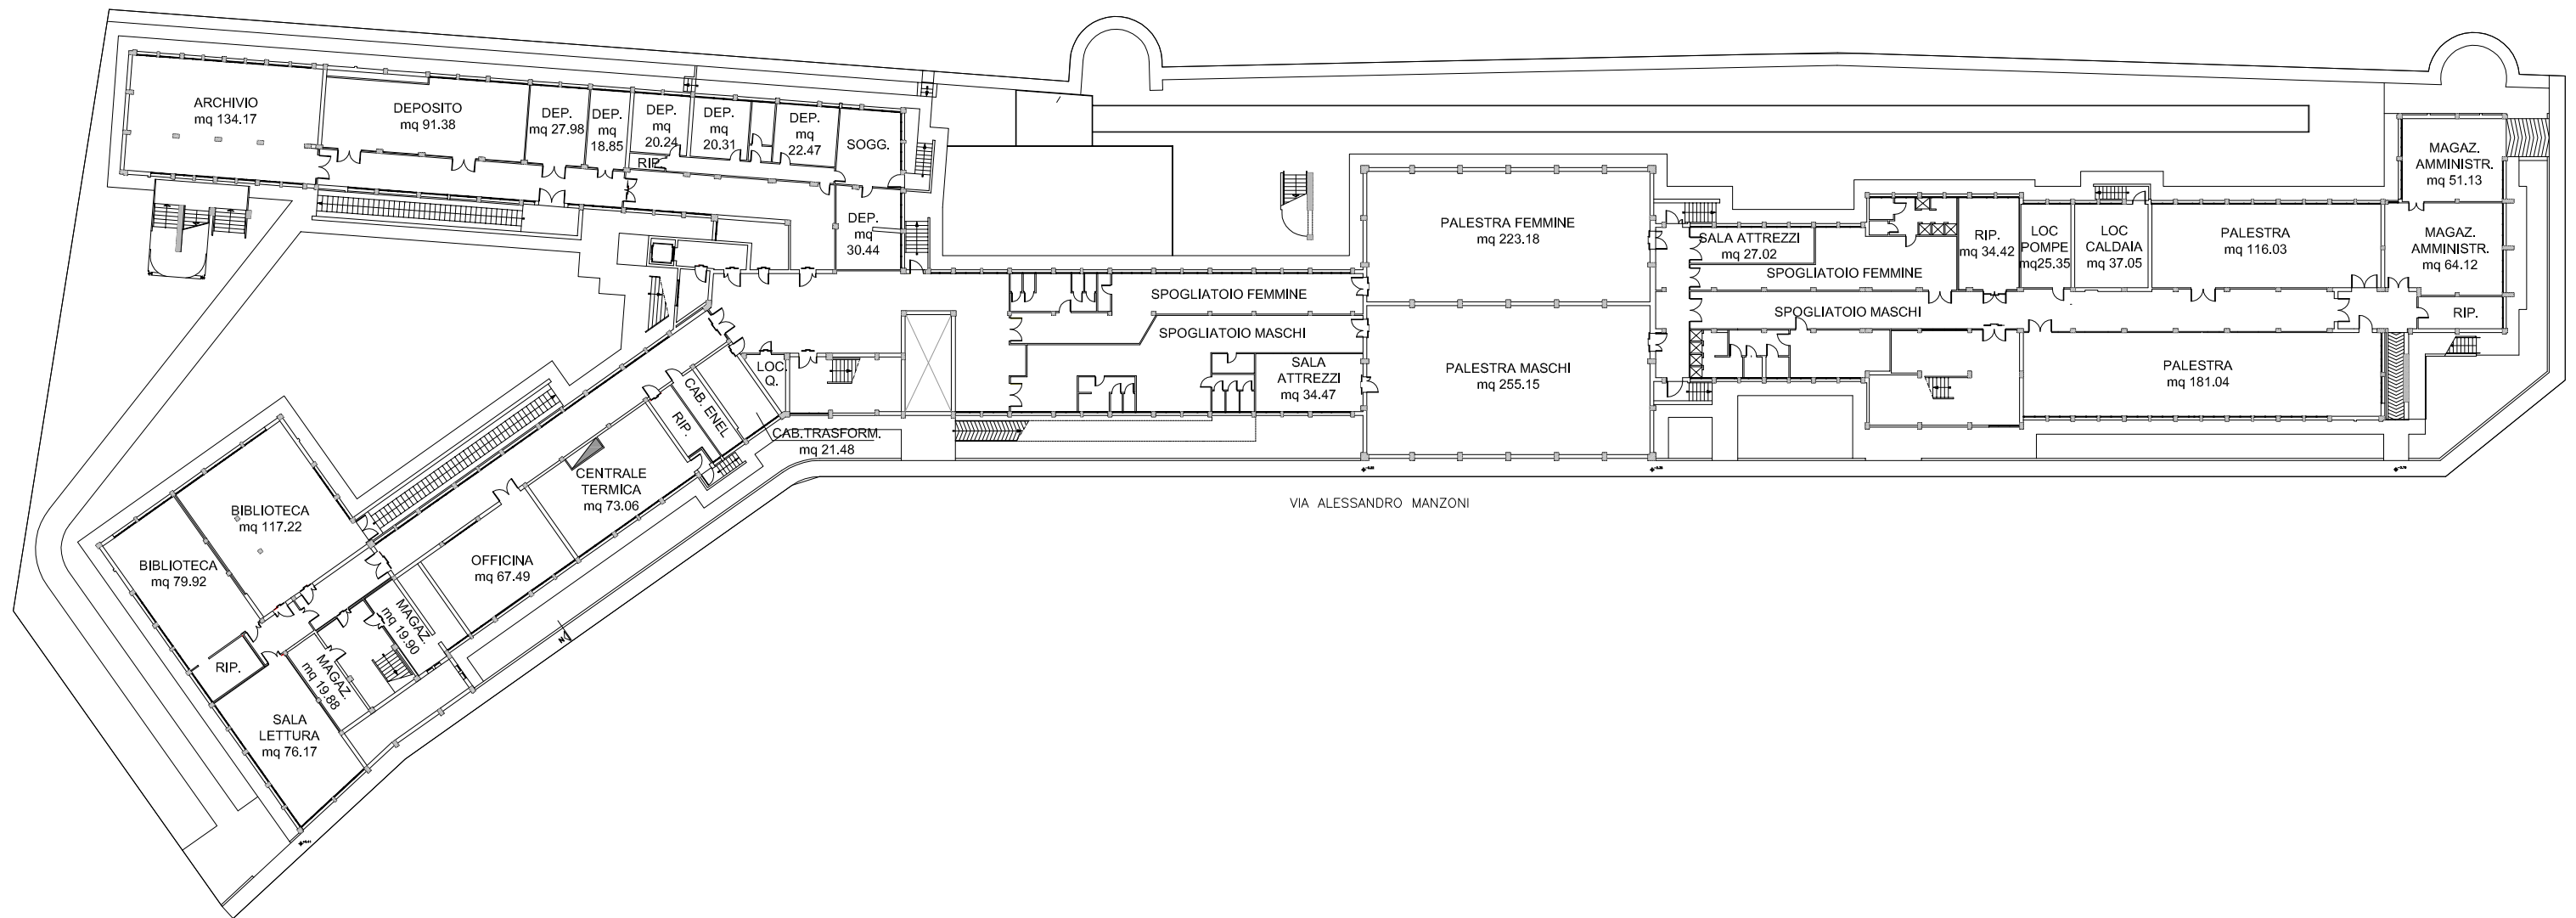 ARCHIVIO
mq 134.17
DEPOSITO
mq 91.38
DEP.
mq 27.98
DEP.
mq
18.85
DEP.
mq
20.24
RIP.
DEP.
mq
20.31
DEP.
mq
22.47
SOGG.
DEP.
mq
30.44
MAGAZ.
AMMINISTR.
mq 51.13
PALESTRA FEMMINE
mq 223.18
SALA ATTREZZI
mq 27.02
SPOGLIATOIO FEMMINE
RIP.
mq 34.42
LOC
POMPE
mq25.35
LOC
CALDAIA
mq 37.05
PALESTRA
mq 116.03
MAGAZ.
AMMINISTR.
mq 64.12
SPOGLIATOIO FEMMINE
SPOGLIATOIO MASCHI
SPOGLIATOIO MASCHI
RIP.
LOC.
Q.
SALA
ATTREZZI
mq 34.47
PALESTRA MASCHI
mq 255.15
PALESTRA
mq 181.04
CAB. ENEL
RIP.
CAB.TRASFORM.
mq 21.48
CENTRALE
TERMICA
mq 73.06
VIA ALESSANDRO MANZONI
BIBLIOTECA
mq 117.22
BIBLIOTECA
mq 79.92
OFFICINA
mq 67.49
MAGAZ.
mq 19.90
RIP.
MAGAZ.
mq 19.88
SALA
LETTURA
mq 76.17